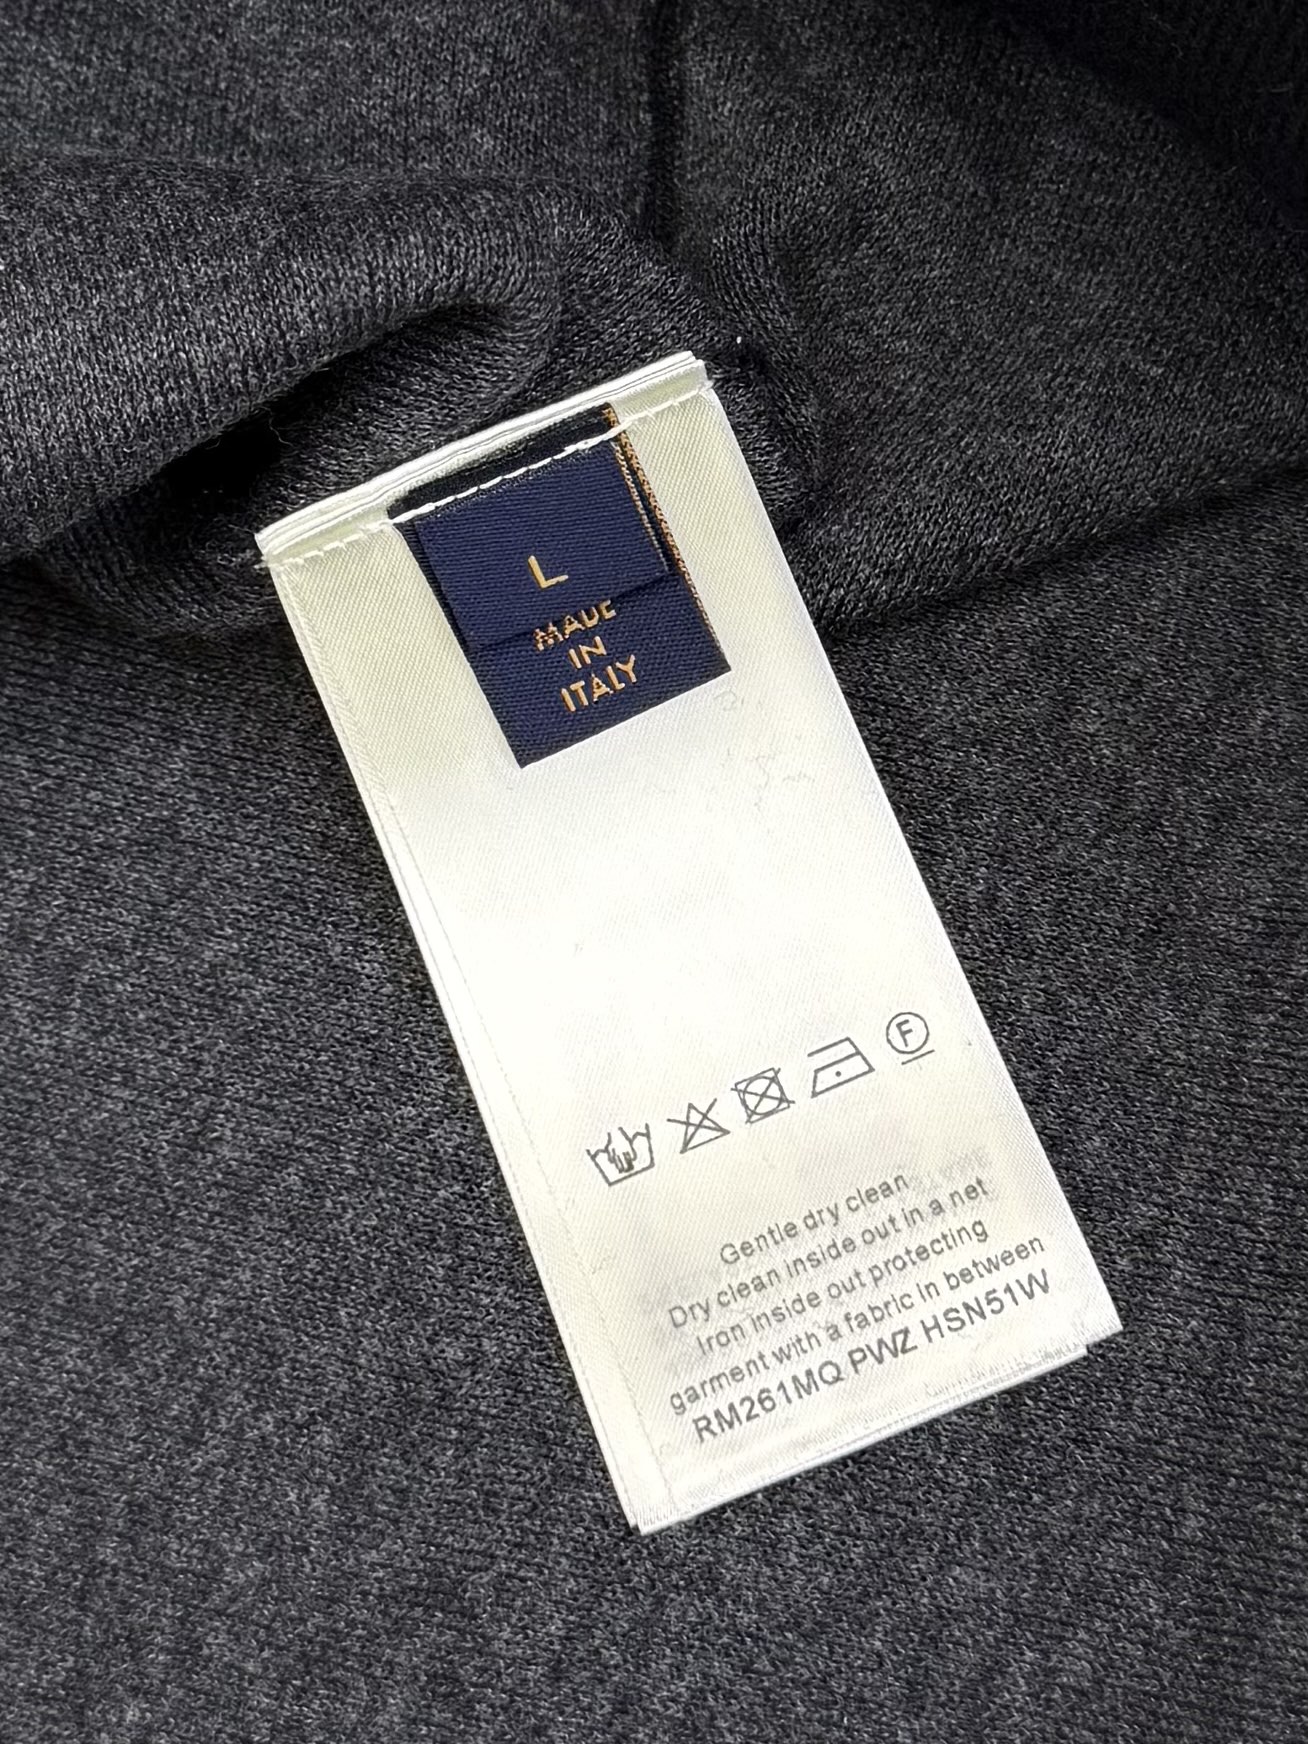 L
MADE
IN
ITALY
F
Gentle dry clean
Dry clean inside out in a net
Iron inside out protecting
garment with a fabric in between
RM261MQ PWZ HSN51W